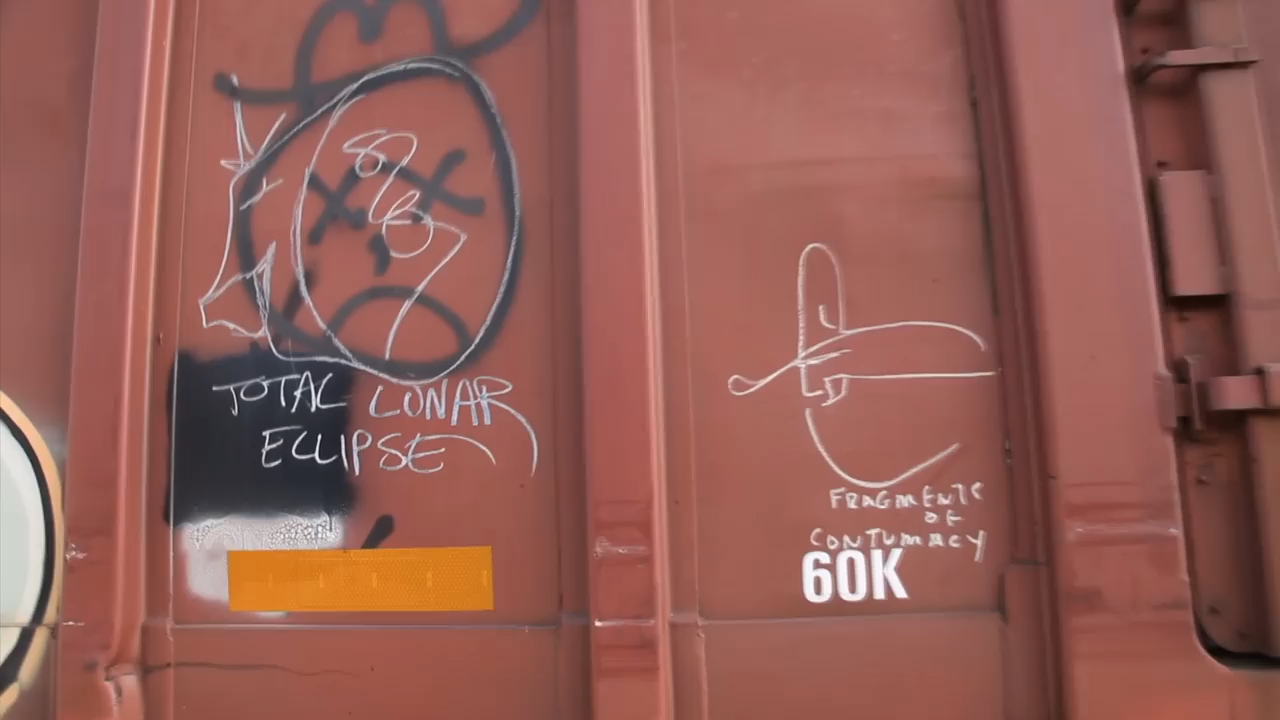 TOTAL LUNAR
ECLIPSE
FRAGMENTS
OF
CONTUMACY
60K